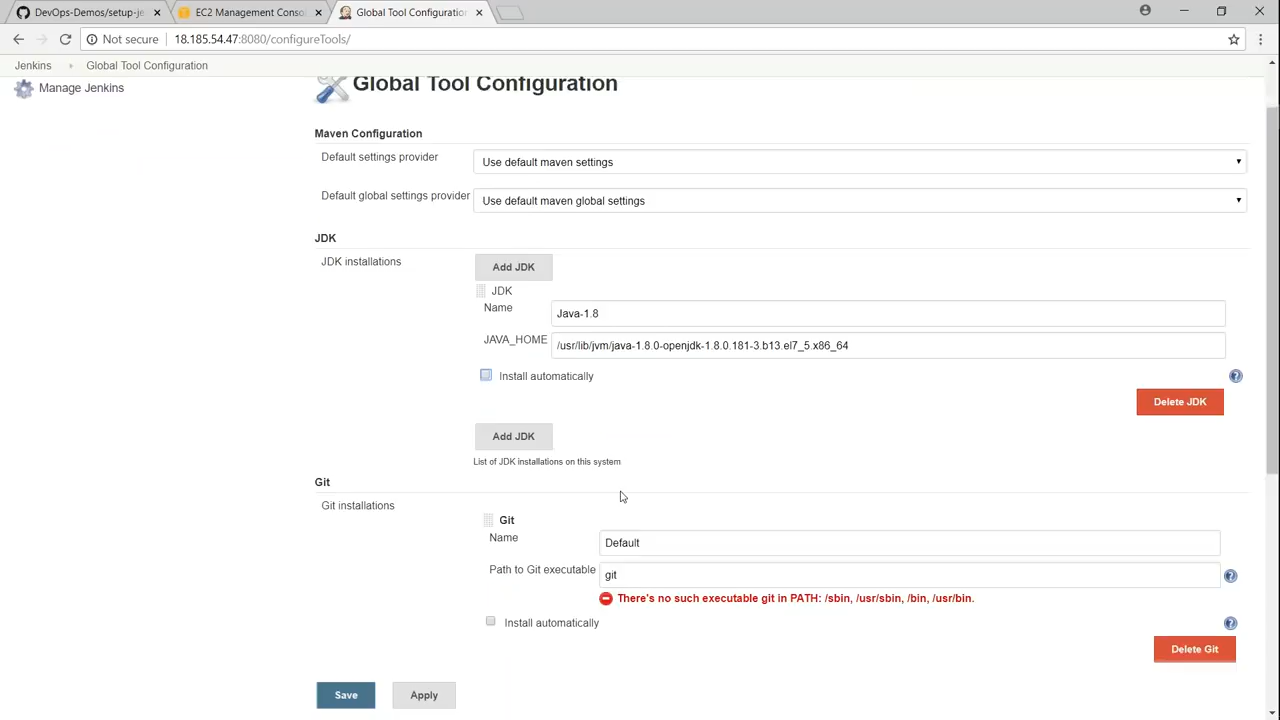 DevOps-Demos/setup-je
EC2 Management Conso
Global Tool Configuration
Not secure
18.185.54.47:8080/configureTools/
Jenkins
Global Tool Configuration
Manage Jenkins
Global Tool Configuration
Maven Configuration
Default settings provider
Use default maven settings
Default global settings provider
Use default maven global settings
JDK
JDK installations
Add JDK
JDK
Name
Java-1.8
JAVA_HOME
/usr/lib/jvm/java-1.8.0-openjdk-1.8.0.181-3.b13.el7_5.x86_64
Install automatically
Delete JDK
Add JDK
List of JDK installations on this system
Git
Git installations
Git
Name
Default
Path to Git executable
git
There's no such executable git in PATH: /sbin, /usr/sbin, /bin, /usr/bin.
Install automatically
Delete Git
Save
Apply